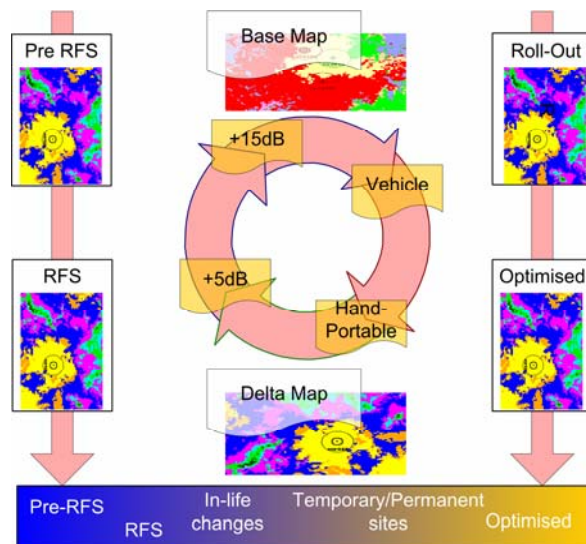 Pre RFS
Base Map
Roll-Out
+15dB
Vehicle
RFS
+5dB
Hand-
Portable
Optimised
Delta Map
Pre-RFS
RFS
In-life
changes
Temporary/Permanent
sites
Optimised